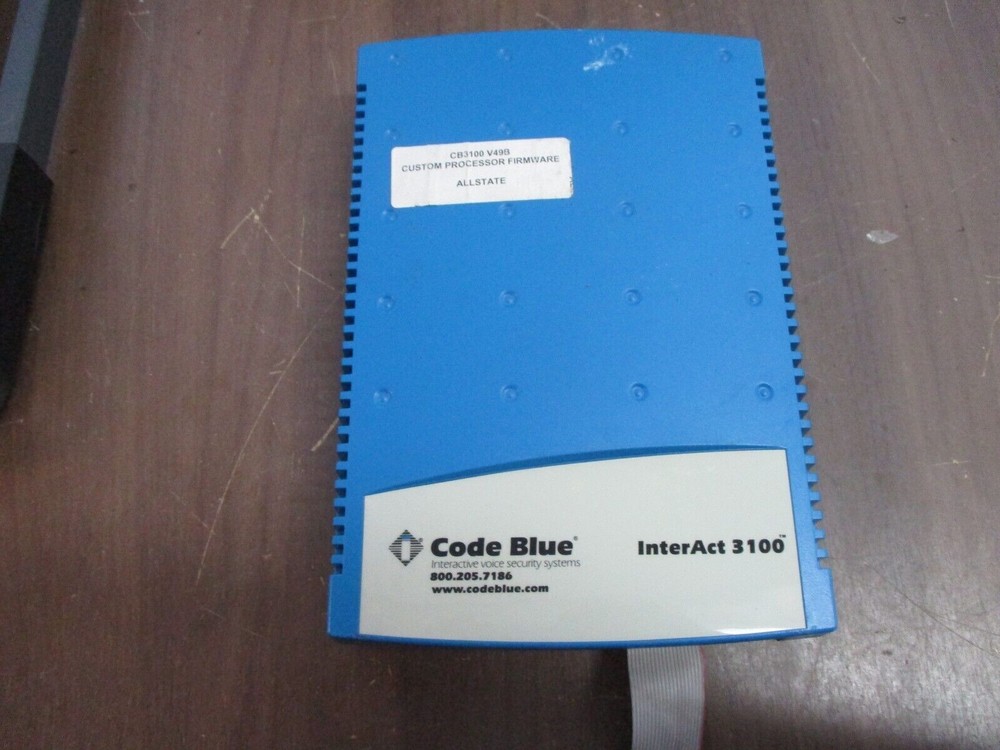 CB3100 V49B
CUSTOM PROCESSOR FIRMWARE
ALLSTATE
Code Blue®
Interactive voice security systems
800.205.7186
www.codeblue.com
InterAct 3100™